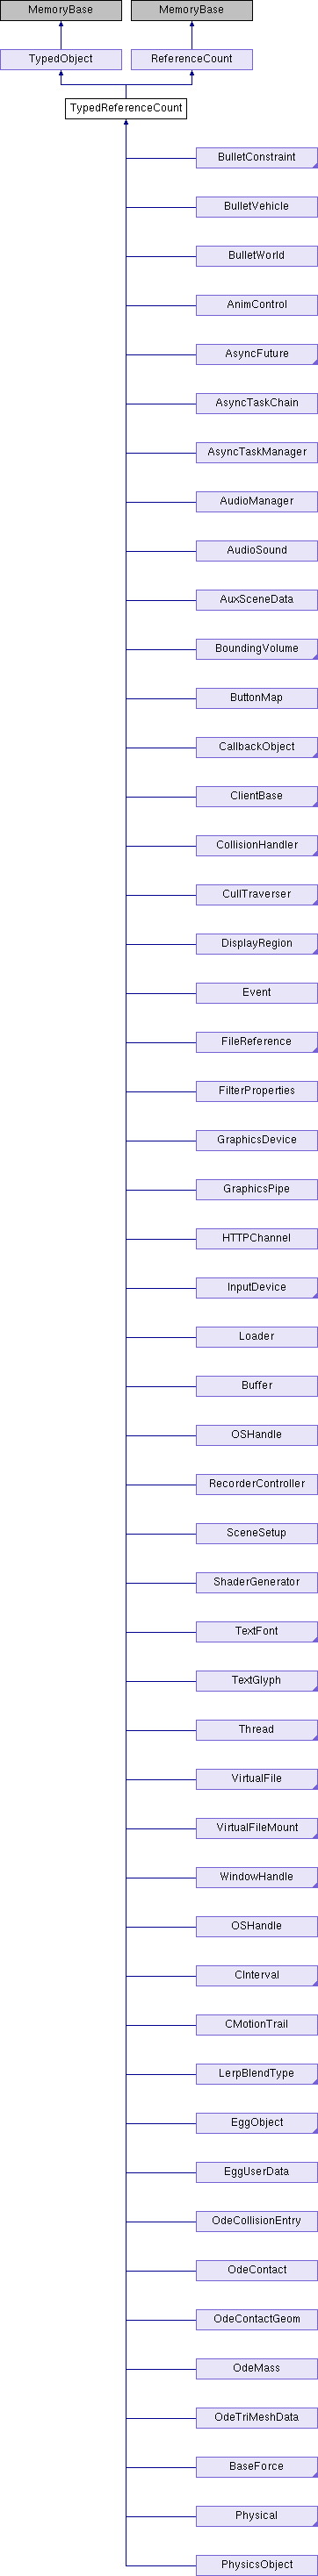 MemoryBase MemoryBase
TypedObject ReferenceCount
TypedReferenceCount
BulletConstraint
BulletVehicle
BulletWorld
AnimControl
AsyncFuture
AsyncTaskChain
AsyncTaskManager
AudioManager
AudioSound
AuxSceneData
BoundingVolume
ButtonMap
CallbackObject
ClientBase
CollisionHandler
CullTraverser
DisplayRegion
Event
FileReference
FilterProperties
GraphicsDevice
GraphicsPipe
HTTPChannel
InputDevice
Loader
Buffer
OSHandle
RecorderController
SceneSetup
ShaderGenerator
TextFont
TextGlyph
Thread
VirtualFile
VirtualFileMount
WindowHandle
OSHandle
CInterval
CMotionTrail
LerpBlendType
EggObject
EggUserData
OdeCollisionEntry
OdeContact
OdeContactGeom
OdeMass
OdeTriMeshData
BaseForce
Physical
PhysicsObject